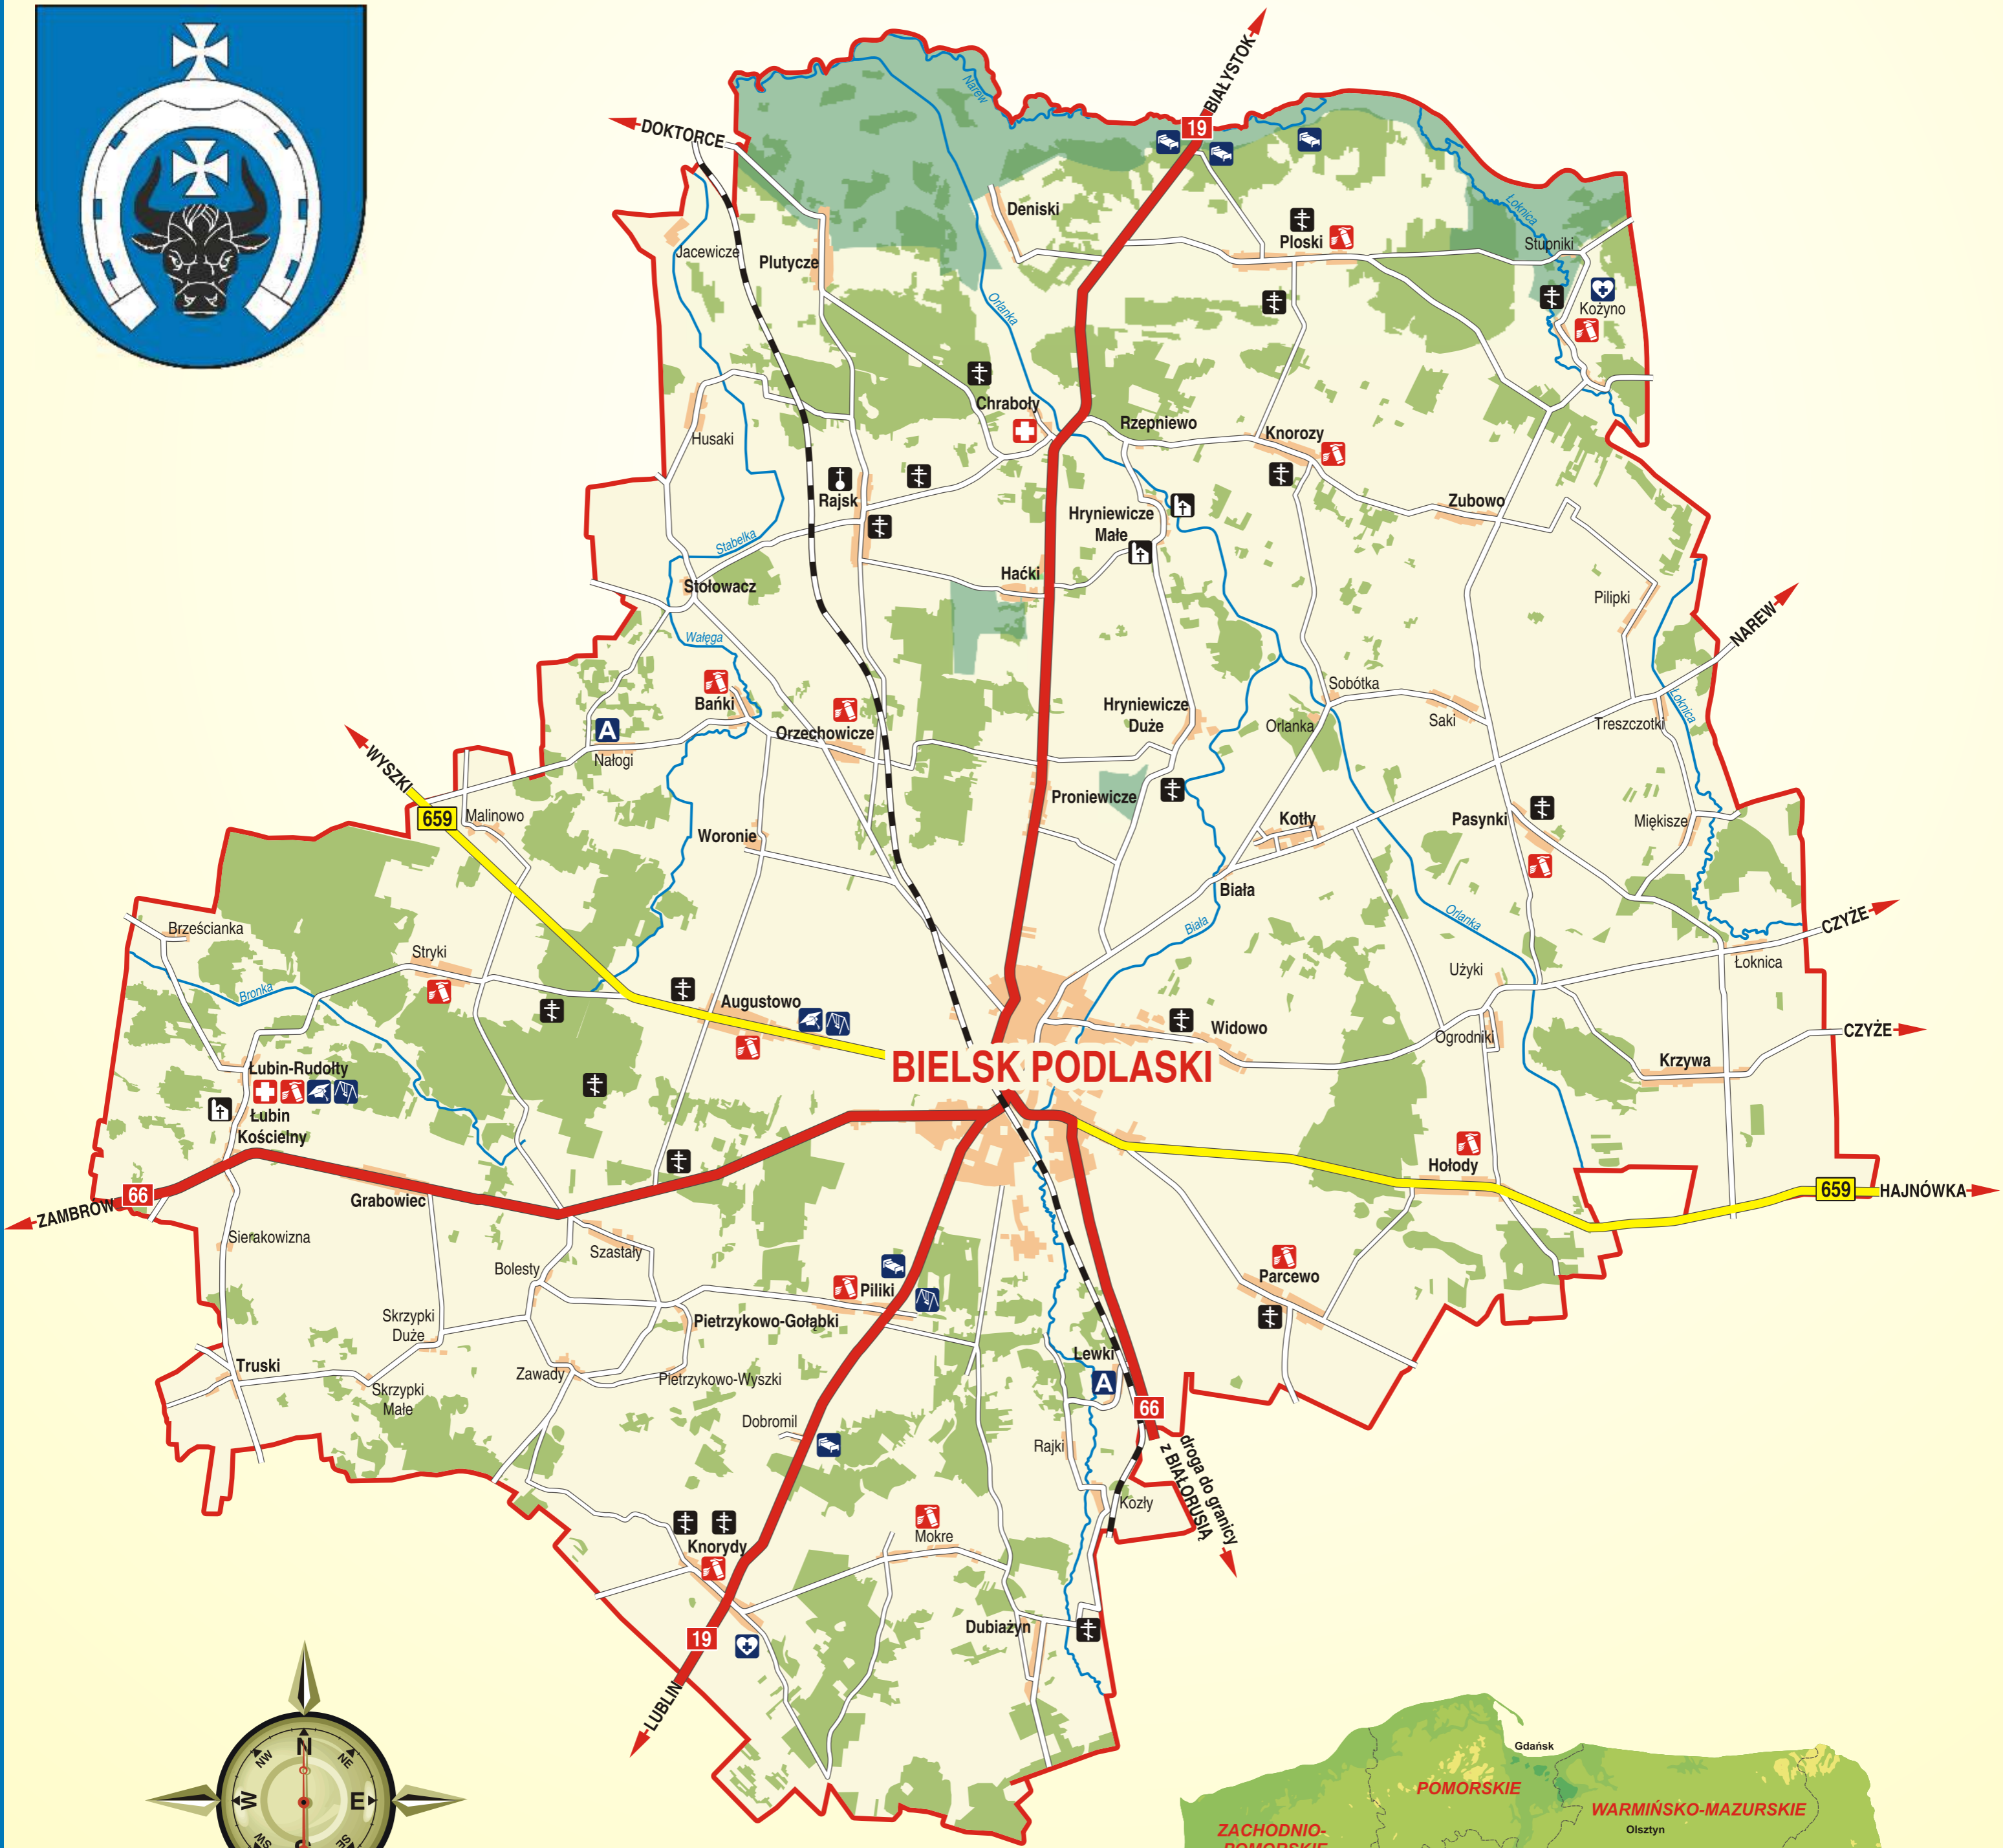 BIAŁYSTOK
19
DOKTORCE
Narew
Deniski
Łoknica
Ploski
Stupniki
Jacewicze
Plutycze
Kożyno
Orlanka
Chraboły
Rzepniewo
Knorozy
Husaki
Rajsk
Zubowo
Hryniewicze
Małe
Stabelka
Haćki
Stołowacz
Pilipki
NAREW
Wałęga
Sobótka
Bańki
Hryniewicze
Duże
Orlanka
Saki
Treszczotki
Łoknica
A
Orzechowicze
Nałogi
WYSZKI
659
Malinowo
Proniewicze
Kotły
Pasynki
Miękisze
Woronie
Biała
Orlanka
Biała
CZYŻE
Brześcianka
Stryki
Użyki
Łoknica
Bronka
Augustowo
Widowo
Ogrodniki
CZYŻE
Krzywa
BIELSK PODLASKI
Łubin-Rudołty
Łubin
Kościelny
Hołody
66
ZAMBRÓW
Grabowiec
659
HAJNÓWKA
Sierakowizna
Szastały
Bolesty
Parcewo
Piliki
Skrzypki
Duże
Pietrzykowo-Gołąbki
Lewki
Truski
Zawady
Pietrzykowo-Wyszki
A
Skrzypki
Małe
66
Dobromil
Rajki
droga do granicy
z BIAŁORUSIĄ
Kozły
Mokre
Knorydy
Dubiażyn
19
LUBLIN
N
NW
NE
W
E
SW
SE
S
Gdańsk
POMORSKIE
WARMIŃSKO-MAZURSKIE
Olsztyn
ZACHODNIO-
POMORSKIE